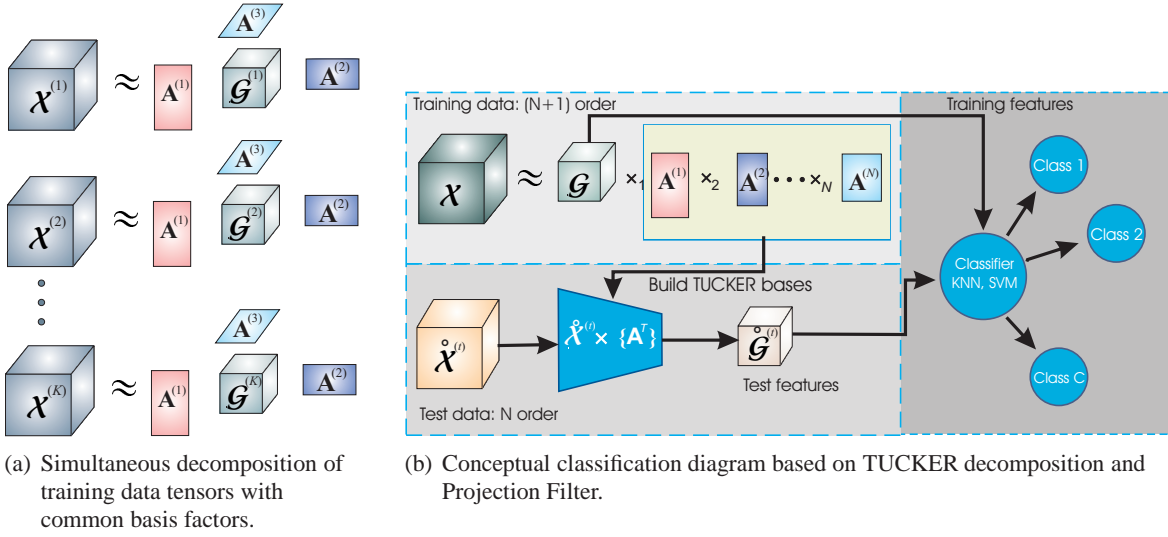 A^(3)
X^(1) ≈ A^(1) G^(1) A^(2)
A^(3)
X^(2) ≈ A^(1) G^(2) A^(2)
A^(3)
X^(K) ≈ A^(1) G^(K) A^(2)
(a) Simultaneous decomposition of
training data tensors with
common basis factors.
Training data: (N+1) order
X ≈ G ×₁ A^(1) ×₂ A^(2) ••• ×_N A^(N)
Build TUCKER bases
X̊^(t)
X̊^(t) × {A^T}
G̊^(t)
Test features
Test data: N order
Training features
Class 1
Class 2
Classifier
KNN, SVM
Class C
(b) Conceptual classification diagram based on TUCKER decomposition and
Projection Filter.